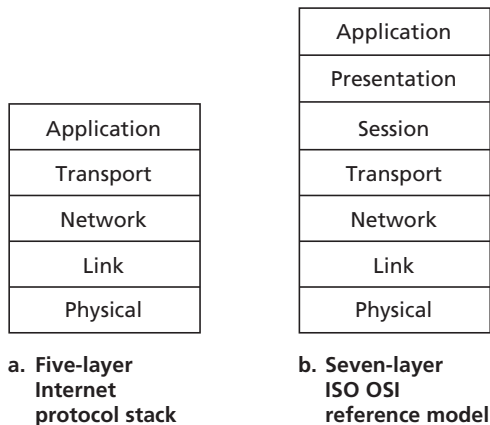 Application
Transport
Network
Link
Physical
a. Five-layer
Internet
protocol stack
Application
Presentation
Session
Transport
Network
Link
Physical
b. Seven-layer
ISO OSI
reference model